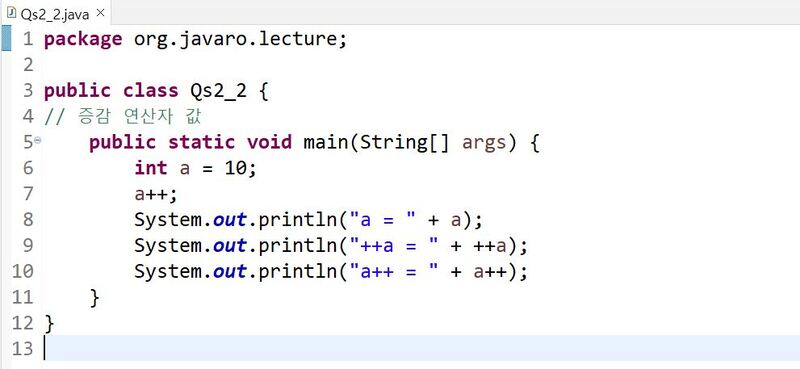 Qs2_2.java
1 package org.javaro.lecture;
2
3 public class Qs2_2 {
4 // 증감 연산자 값
5 public static void main(String[] args) {
6 int a = 10;
7 a++;
8 System.out.println("a = " + a);
9 System.out.println("++a = " + ++a);
10 System.out.println("a++ = " + a++);
11 }
12 }
13